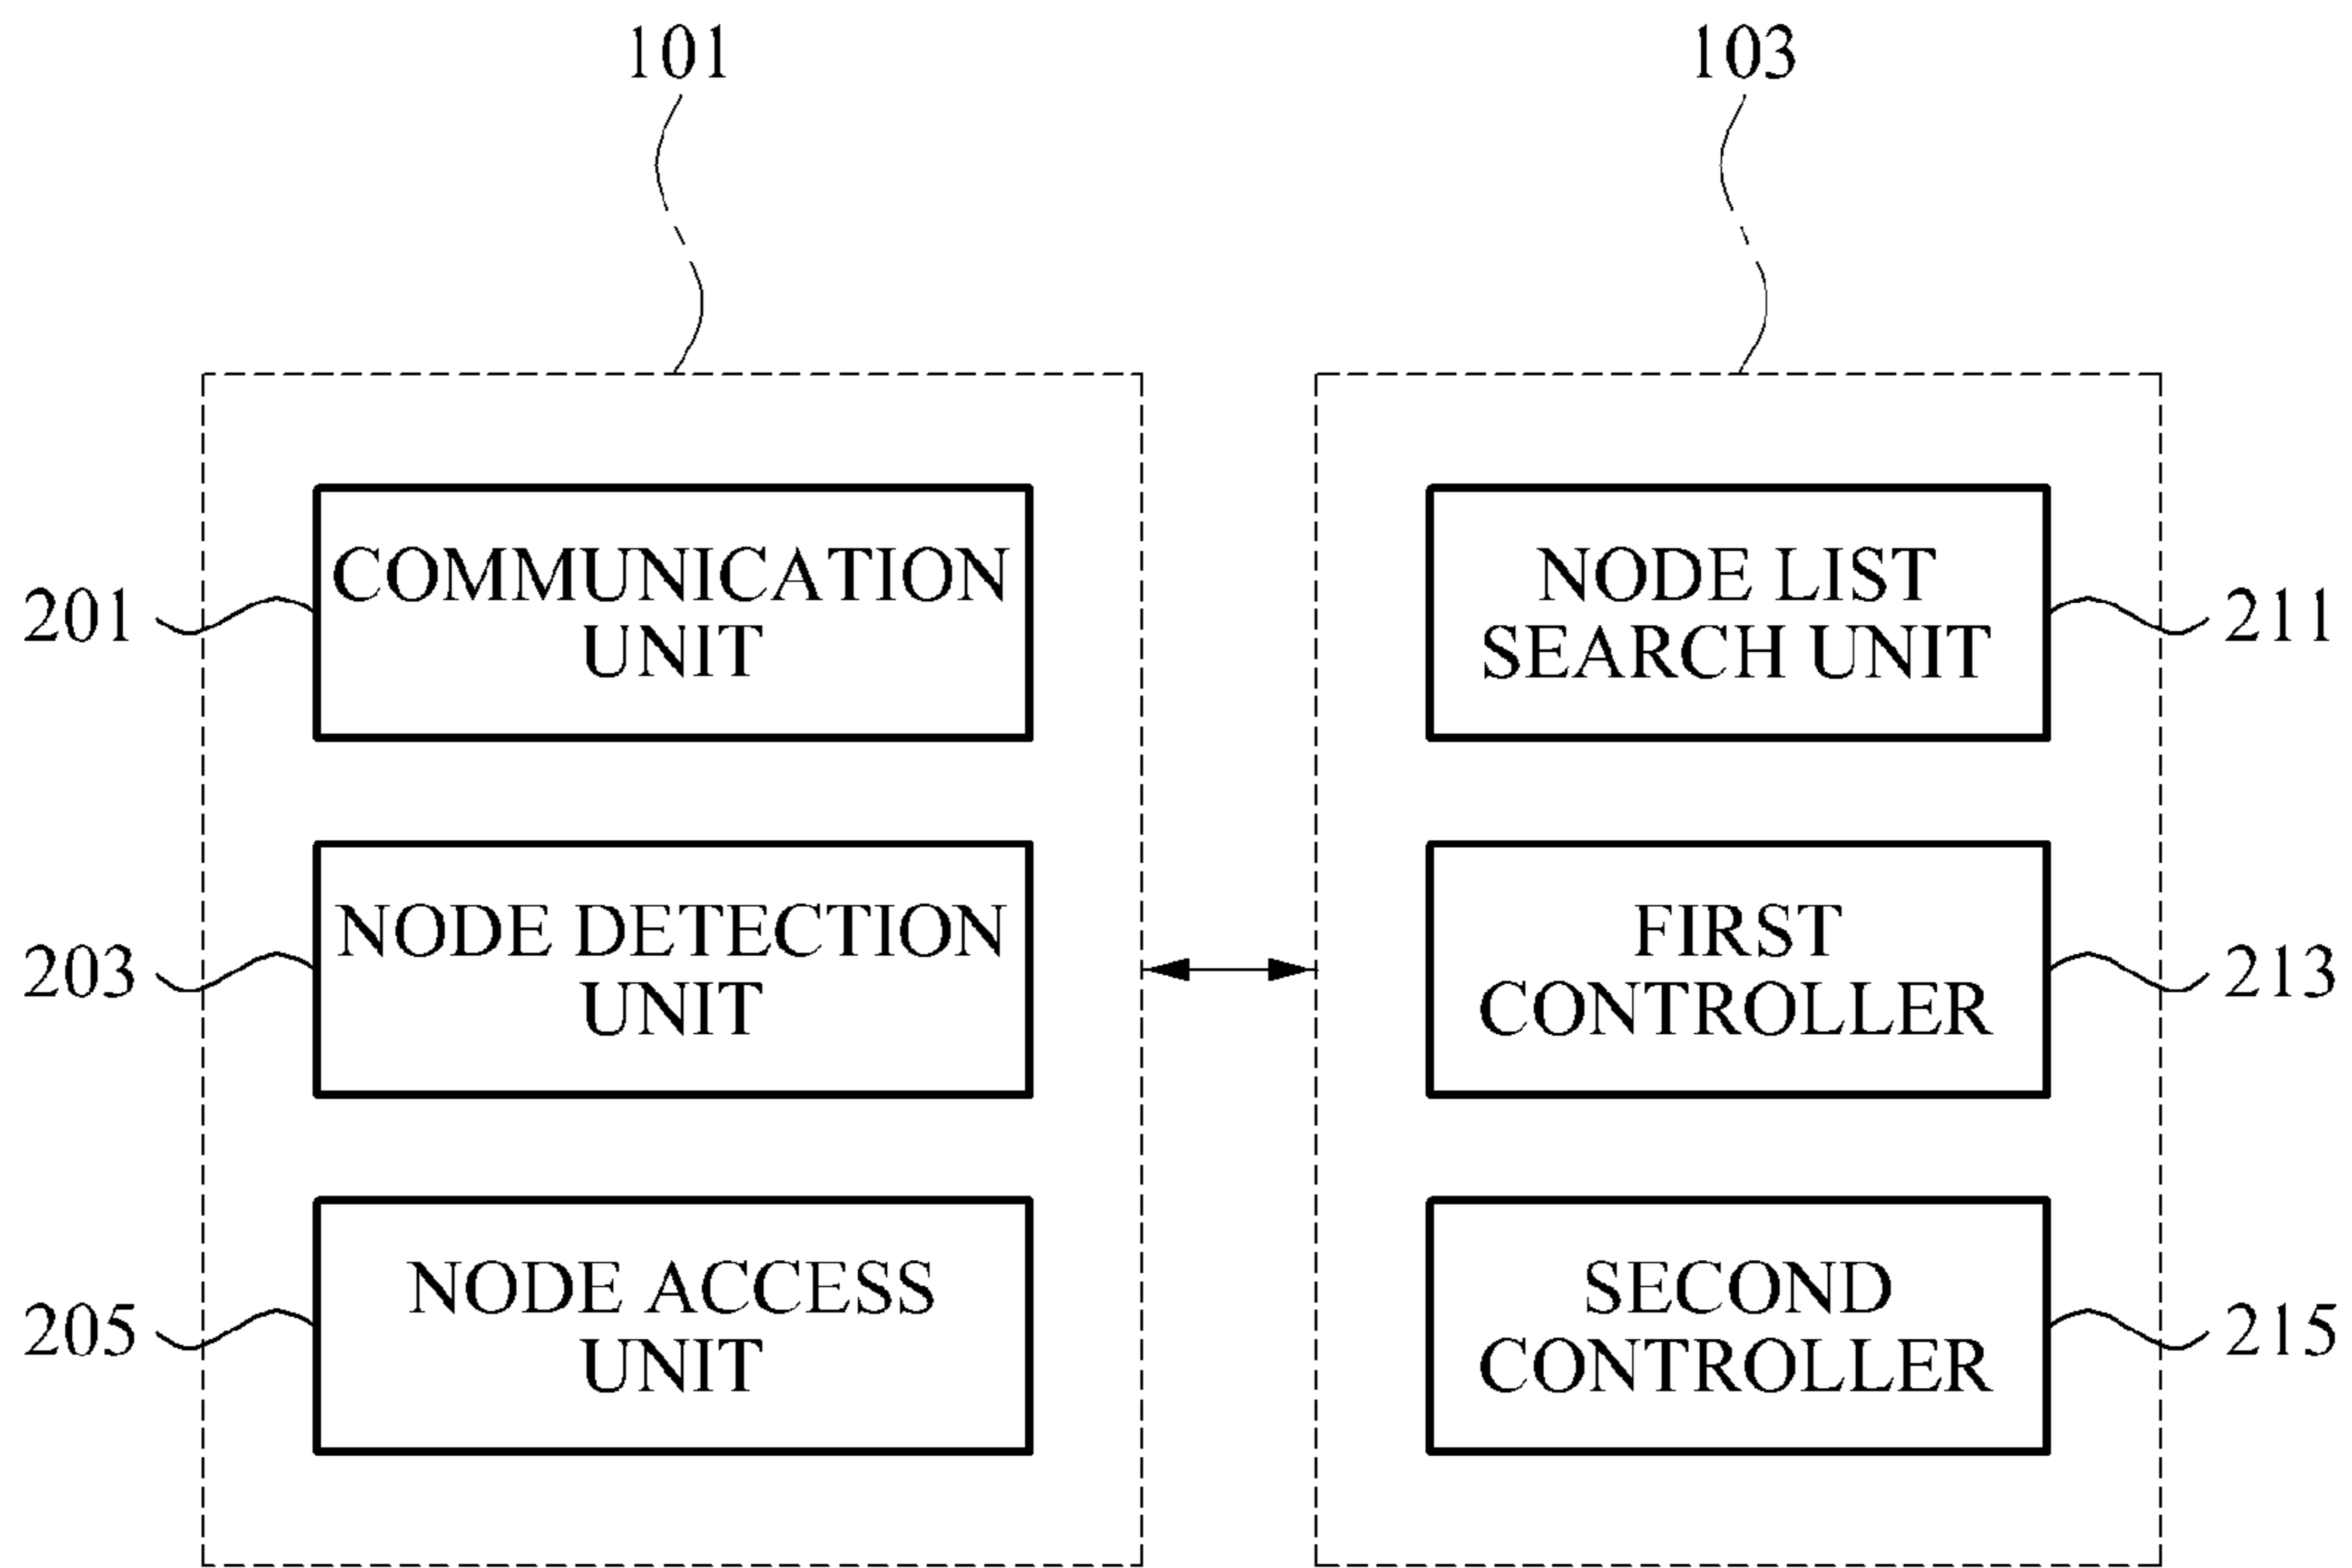 101
103
COMMUNICATION
UNIT
201
NODE DETECTION
UNIT
203
NODE ACCESS
UNIT
205
NODE LIST
SEARCH UNIT
211
FIRST
CONTROLLER
213
SECOND
CONTROLLER
215